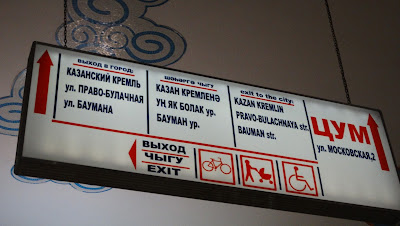 ВЫХОД В ГОРОД:
КАЗАНСКИЙ КРЕМЛЬ
ул. ПРАВО-БУЛАЧНАЯ
ул. БАУМАНА
ШӘҺӘРГӘ ЧЫГУ
КАЗАН КРЕМЛЕНӘ
УҢ ЯК БОЛАК ур.
БАУМАН ур.
exit to the city:
KAZAN KREMLIN
PRAVO-BULACHNAYA str.
BAUMAN str.
ЦУМ
ул. МОСКОВСКАЯ,2
ВЫХОД
ЧЫГУ
EXIT